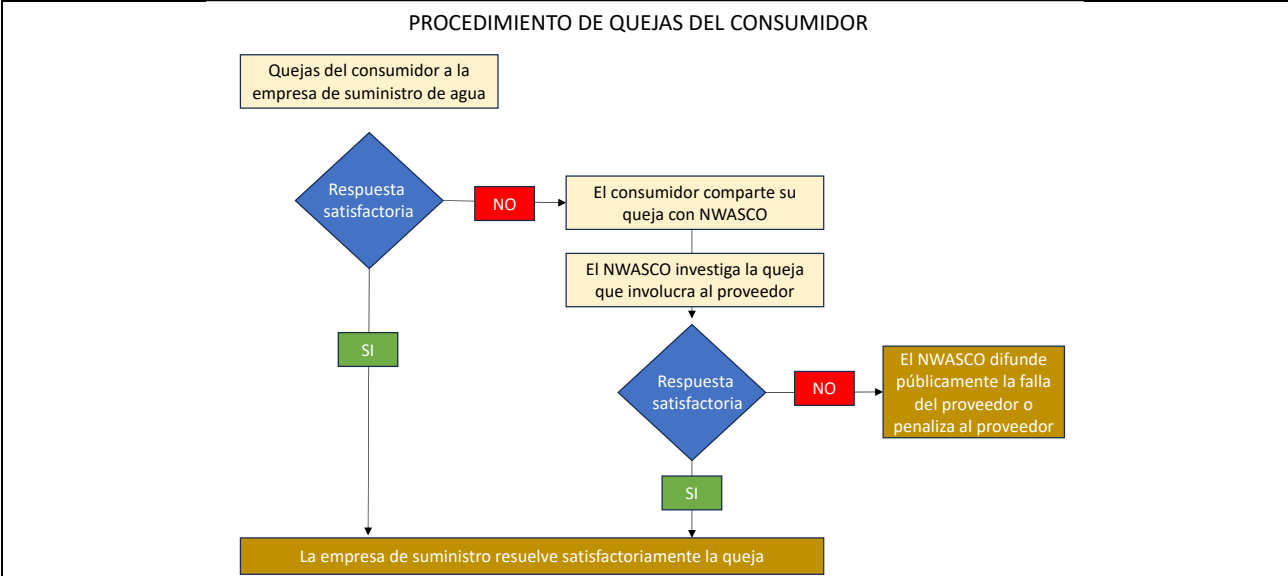 PROCEDIMIENTO DE QUEJAS DEL CONSUMIDOR
Quejas del consumidor a la
empresa de suministro de agua
Respuesta
satisfactoria
NO
El consumidor comparte su
queja con NWASCO
El NWASCO investiga la queja
que involucra al proveedor
SI
Respuesta
satisfactoria
NO
El NWASCO difunde
públicamente la falla
del proveedor o
penaliza al proveedor
SI
La empresa de suministro resuelve satisfactoriamente la queja